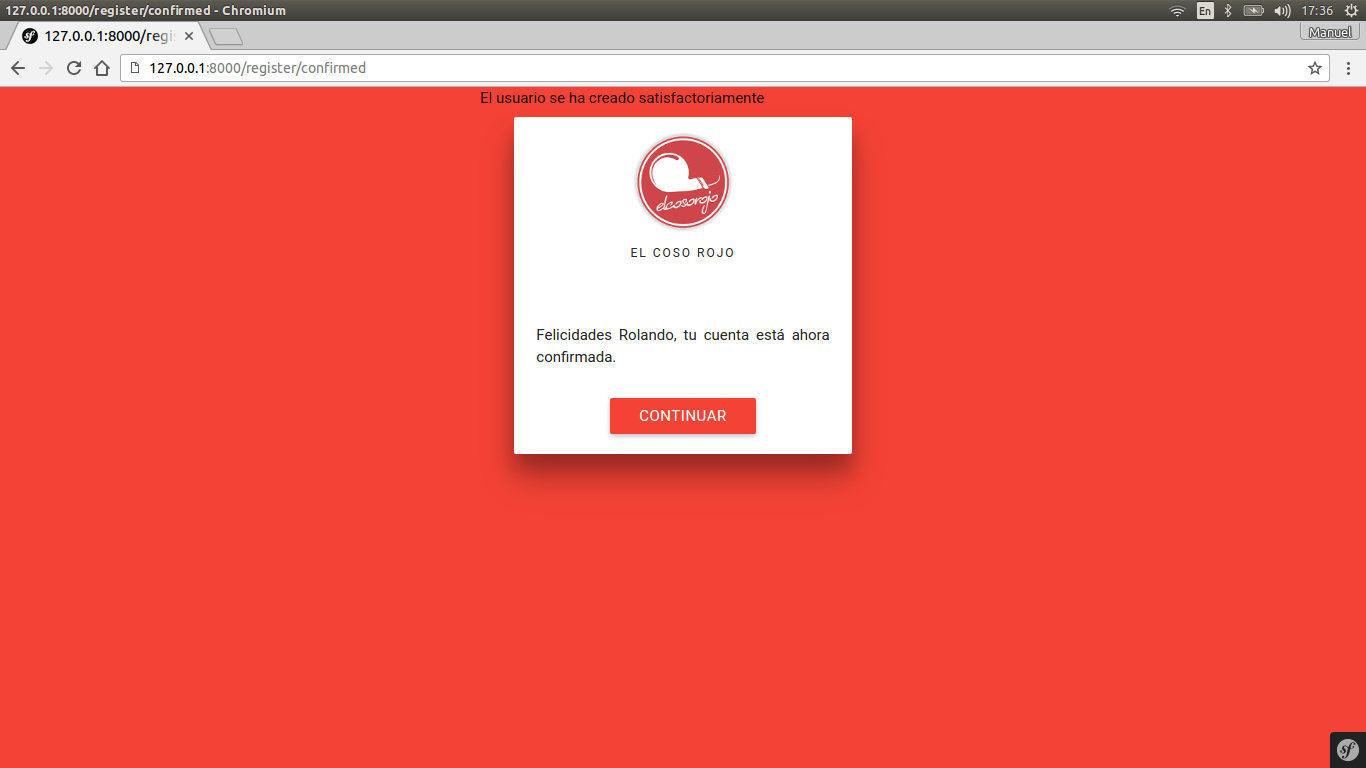 127.0.0.1:8000/register/confirmed - Chromium
En
17:36
sf
127.0.0.1:8000/regi
Manuel
127.0.0.1:8000/register/confirmed
El usuario se ha creado satisfactoriamente
elcosorojo
EL COSO ROJO
Felicidades Rolando, tu cuenta está ahora
confirmada.
CONTINUAR
sf